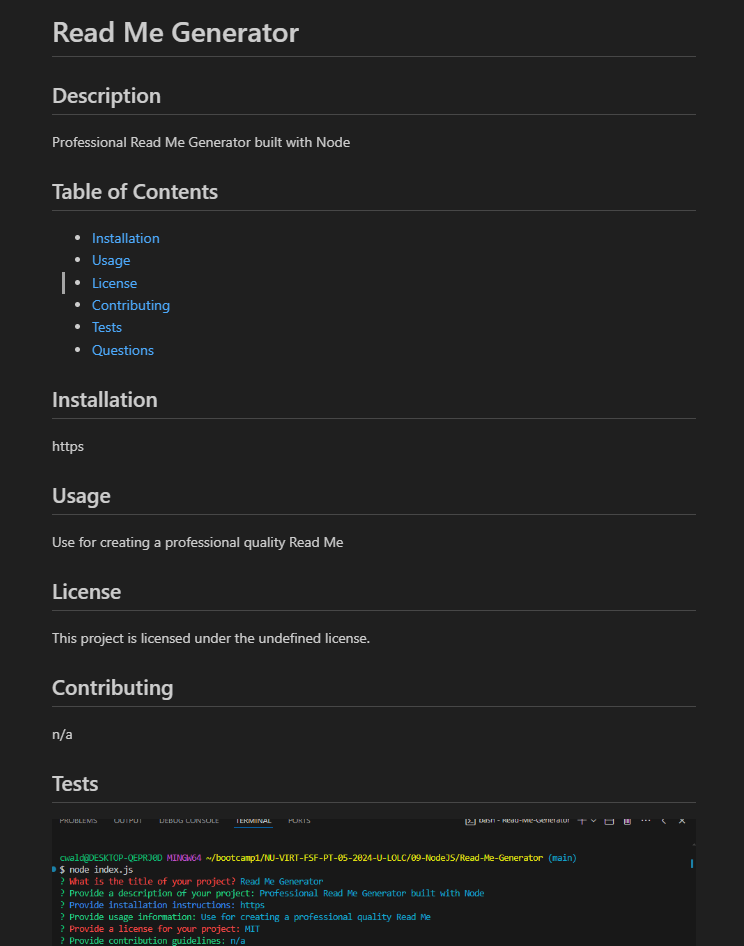 Read Me Generator
Description
Professional Read Me Generator built with Node
Table of Contents
Installation
Usage
License
Contributing
Tests
Questions
Installation
https
Usage
Use for creating a professional quality Read Me
License
This project is licensed under the undefined license.
Contributing
n/a
Tests
PROBLEMS OUTPUT DEBUG CONSOLE TERMINAL PORTS bash - Read-Me-Generator
cwald@DESKTOP-QEPRJ0D MINGW64 ~/bootcamp1/NU-VIRT-FSF-PT-05-2024-U-LOLC/09-NodeJS/Read-Me-Generator (main)
$ node index.js
? What is the title of your project? Read Me Generator
? Provide a description of your project: Professional Read Me Generator built with Node
? Provide installation instructions: https
? Provide usage information: Use for creating a professional quality Read Me
? Provide a license for your project: MIT
? Provide contribution guidelines: n/a